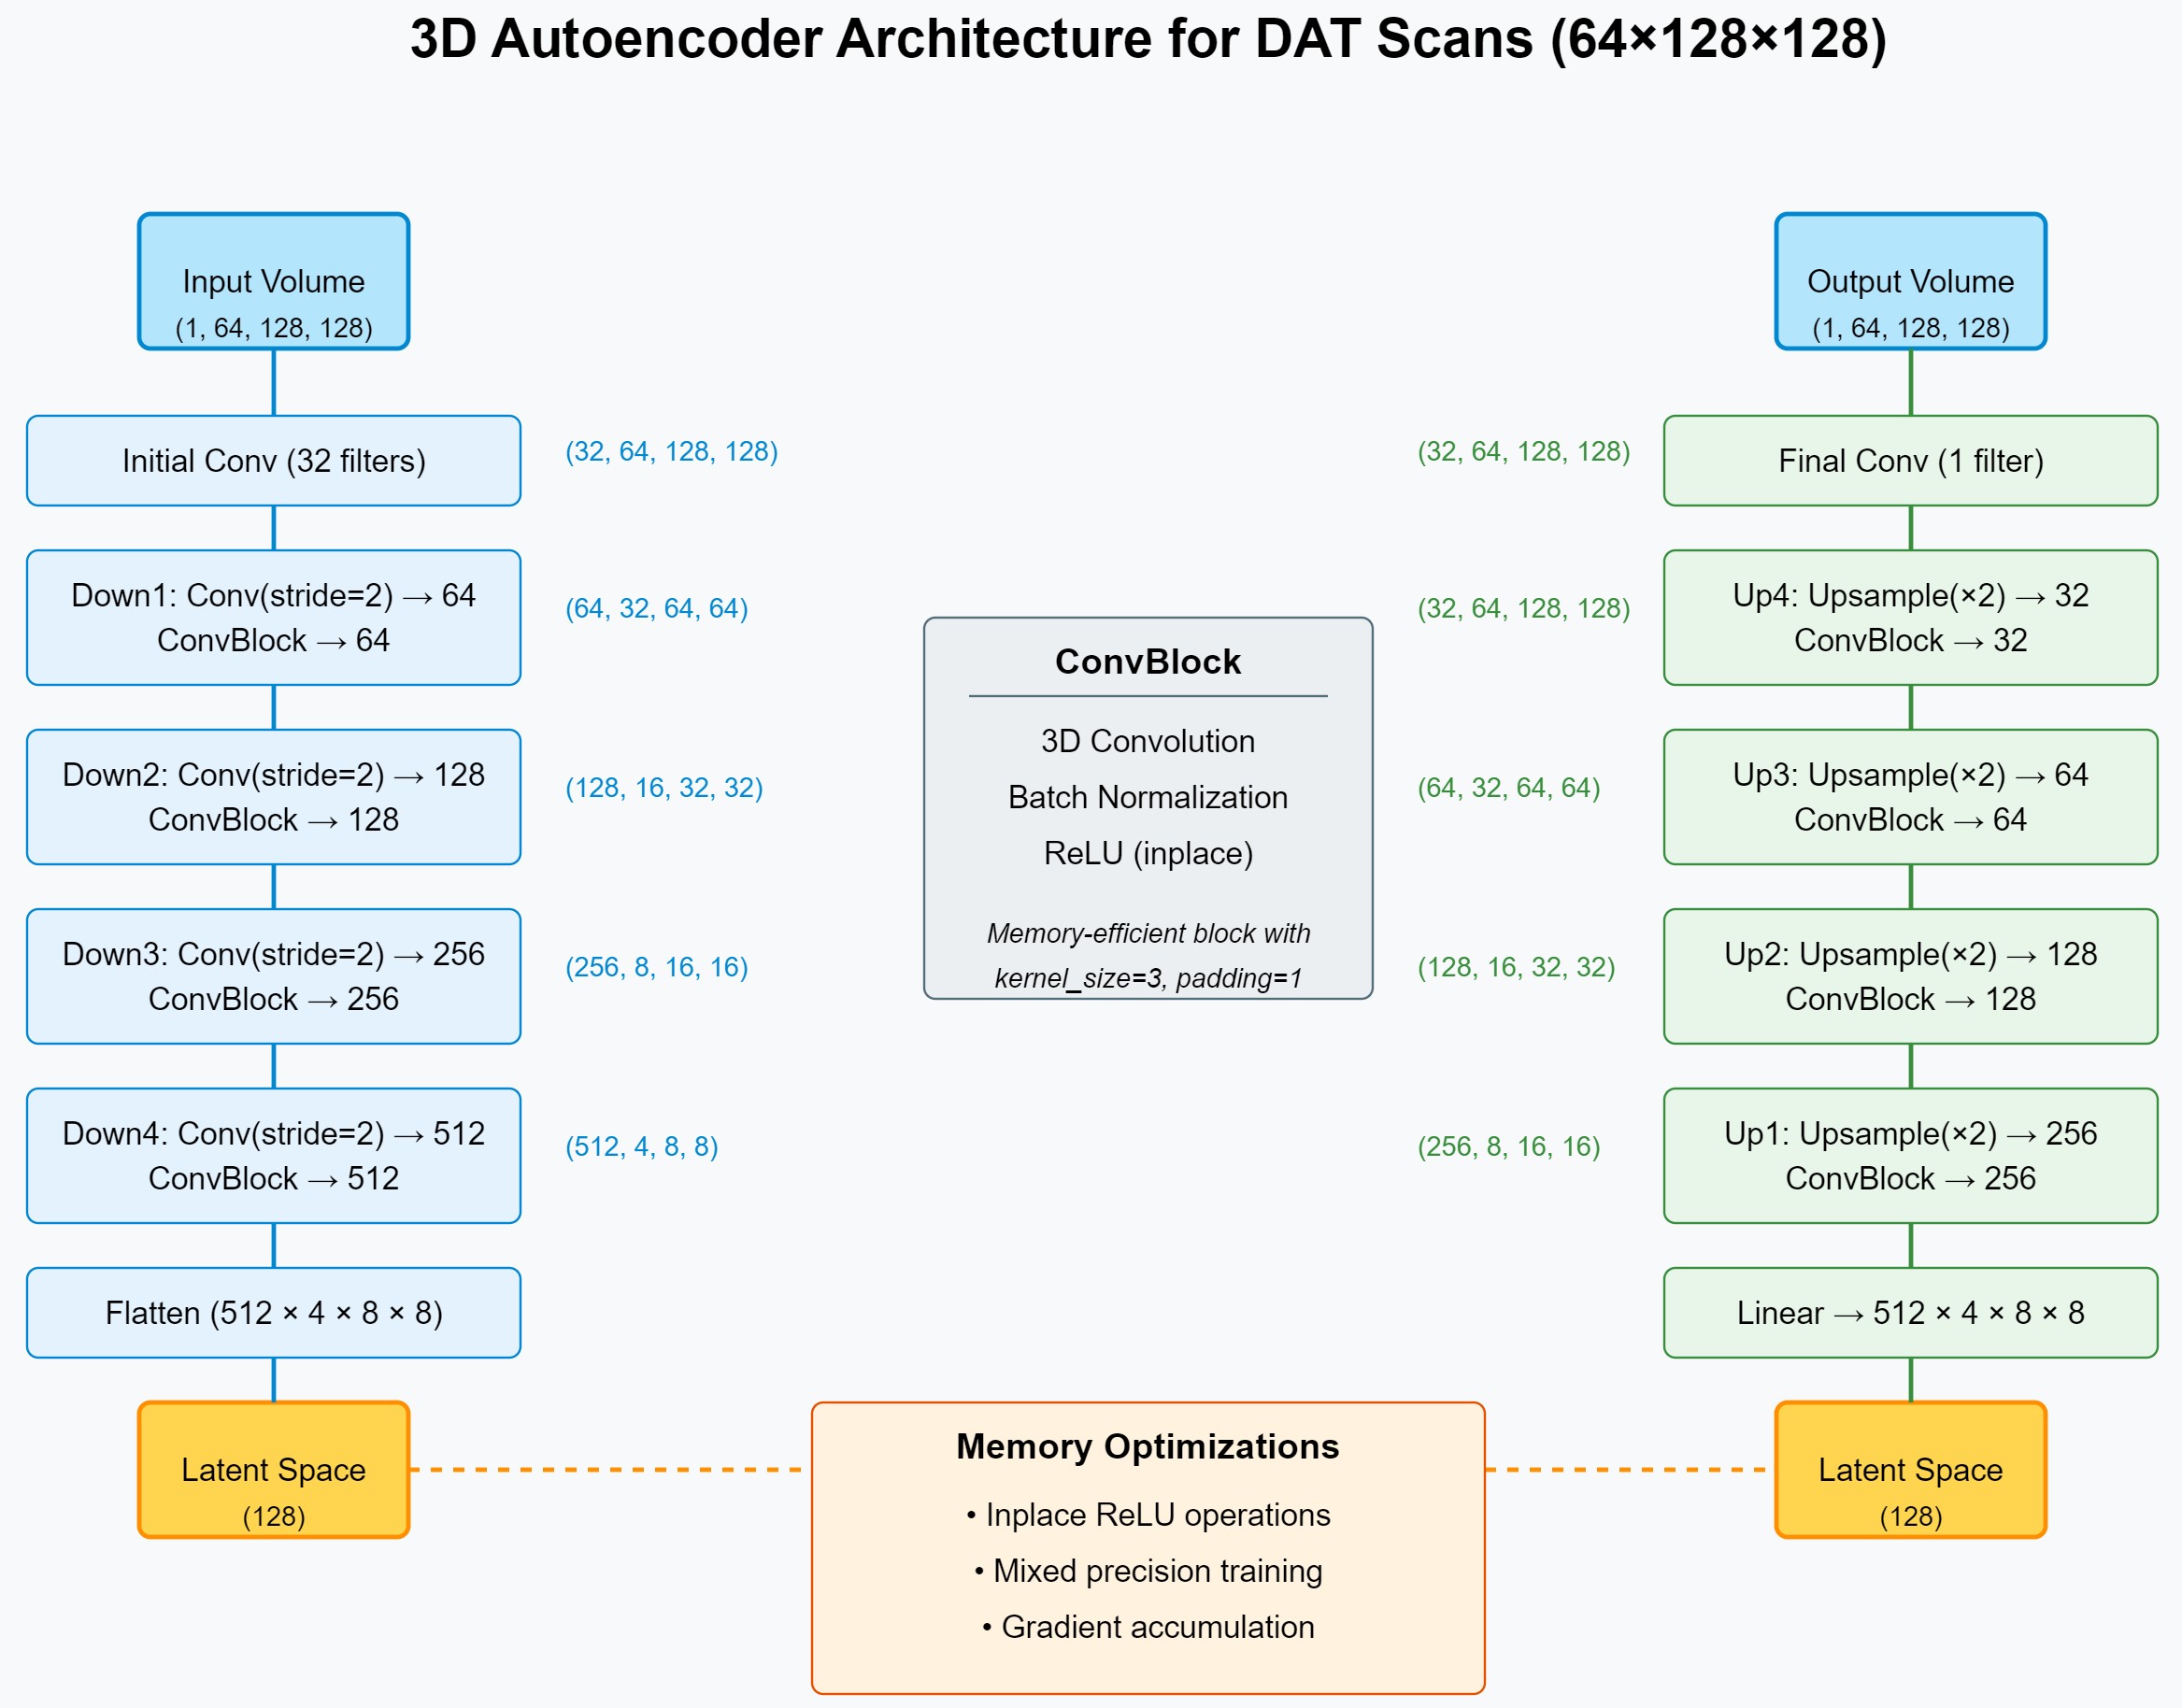 3D Autoencoder Architecture for DAT Scans (64×128×128)
Input Volume
(1, 64, 128, 128)
Initial Conv (32 filters)
(32, 64, 128, 128)
Down1: Conv(stride=2) → 64
ConvBlock → 64
(64, 32, 64, 64)
Down2: Conv(stride=2) → 128
ConvBlock → 128
(128, 16, 32, 32)
Down3: Conv(stride=2) → 256
ConvBlock → 256
(256, 8, 16, 16)
Down4: Conv(stride=2) → 512
ConvBlock → 512
(512, 4, 8, 8)
Flatten (512 × 4 × 8 × 8)
Latent Space
(128)
ConvBlock
3D Convolution
Batch Normalization
ReLU (inplace)
Memory-efficient block with
kernel_size=3, padding=1
Memory Optimizations
• Inplace ReLU operations
• Mixed precision training
• Gradient accumulation
Output Volume
(1, 64, 128, 128)
(32, 64, 128, 128)
Final Conv (1 filter)
(32, 64, 128, 128)
Up4: Upsample(×2) → 32
ConvBlock → 32
(64, 32, 64, 64)
Up3: Upsample(×2) → 64
ConvBlock → 64
(128, 16, 32, 32)
Up2: Upsample(×2) → 128
ConvBlock → 128
(256, 8, 16, 16)
Up1: Upsample(×2) → 256
ConvBlock → 256
Linear → 512 × 4 × 8 × 8
Latent Space
(128)